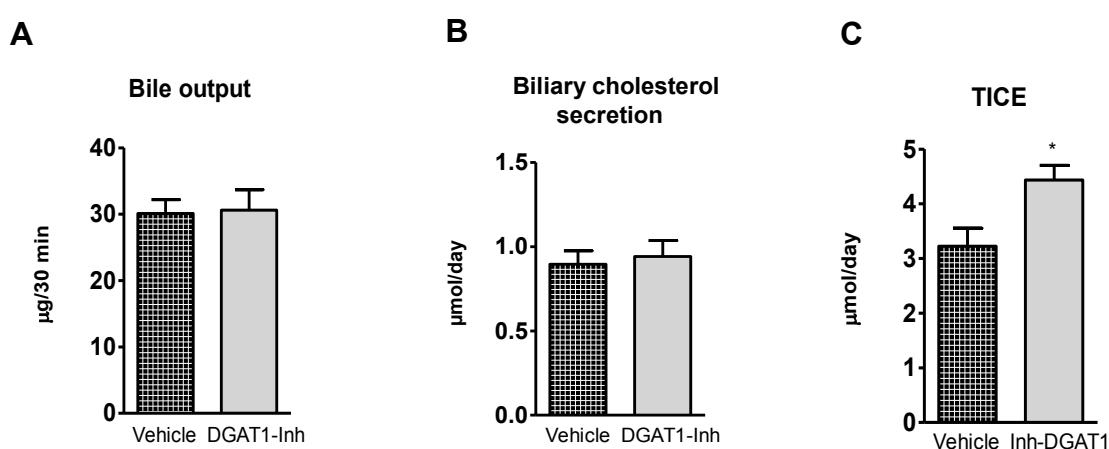 A
Bile output
µg/30 min
40
30
20
10
0
Vehicle DGAT1-Inh
B
Biliary cholesterol
secretion
µmol/day
1.5
1.0
0.5
0.0
Vehicle DGAT1-Inh
C
TICE
*
µmol/day
5
4
3
2
1
0
Vehicle Inh-DGAT1